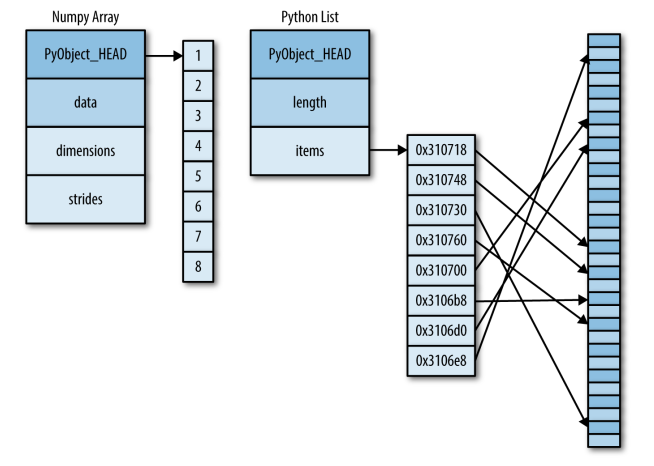 Numpy Array
PyObject_HEAD
data
dimensions
strides
1
2
3
4
5
6
7
8
Python List
PyObject_HEAD
length
items
0x310718
0x310748
0x310730
0x310760
0x310700
0x3106b8
0x3106d0
0x3106e8